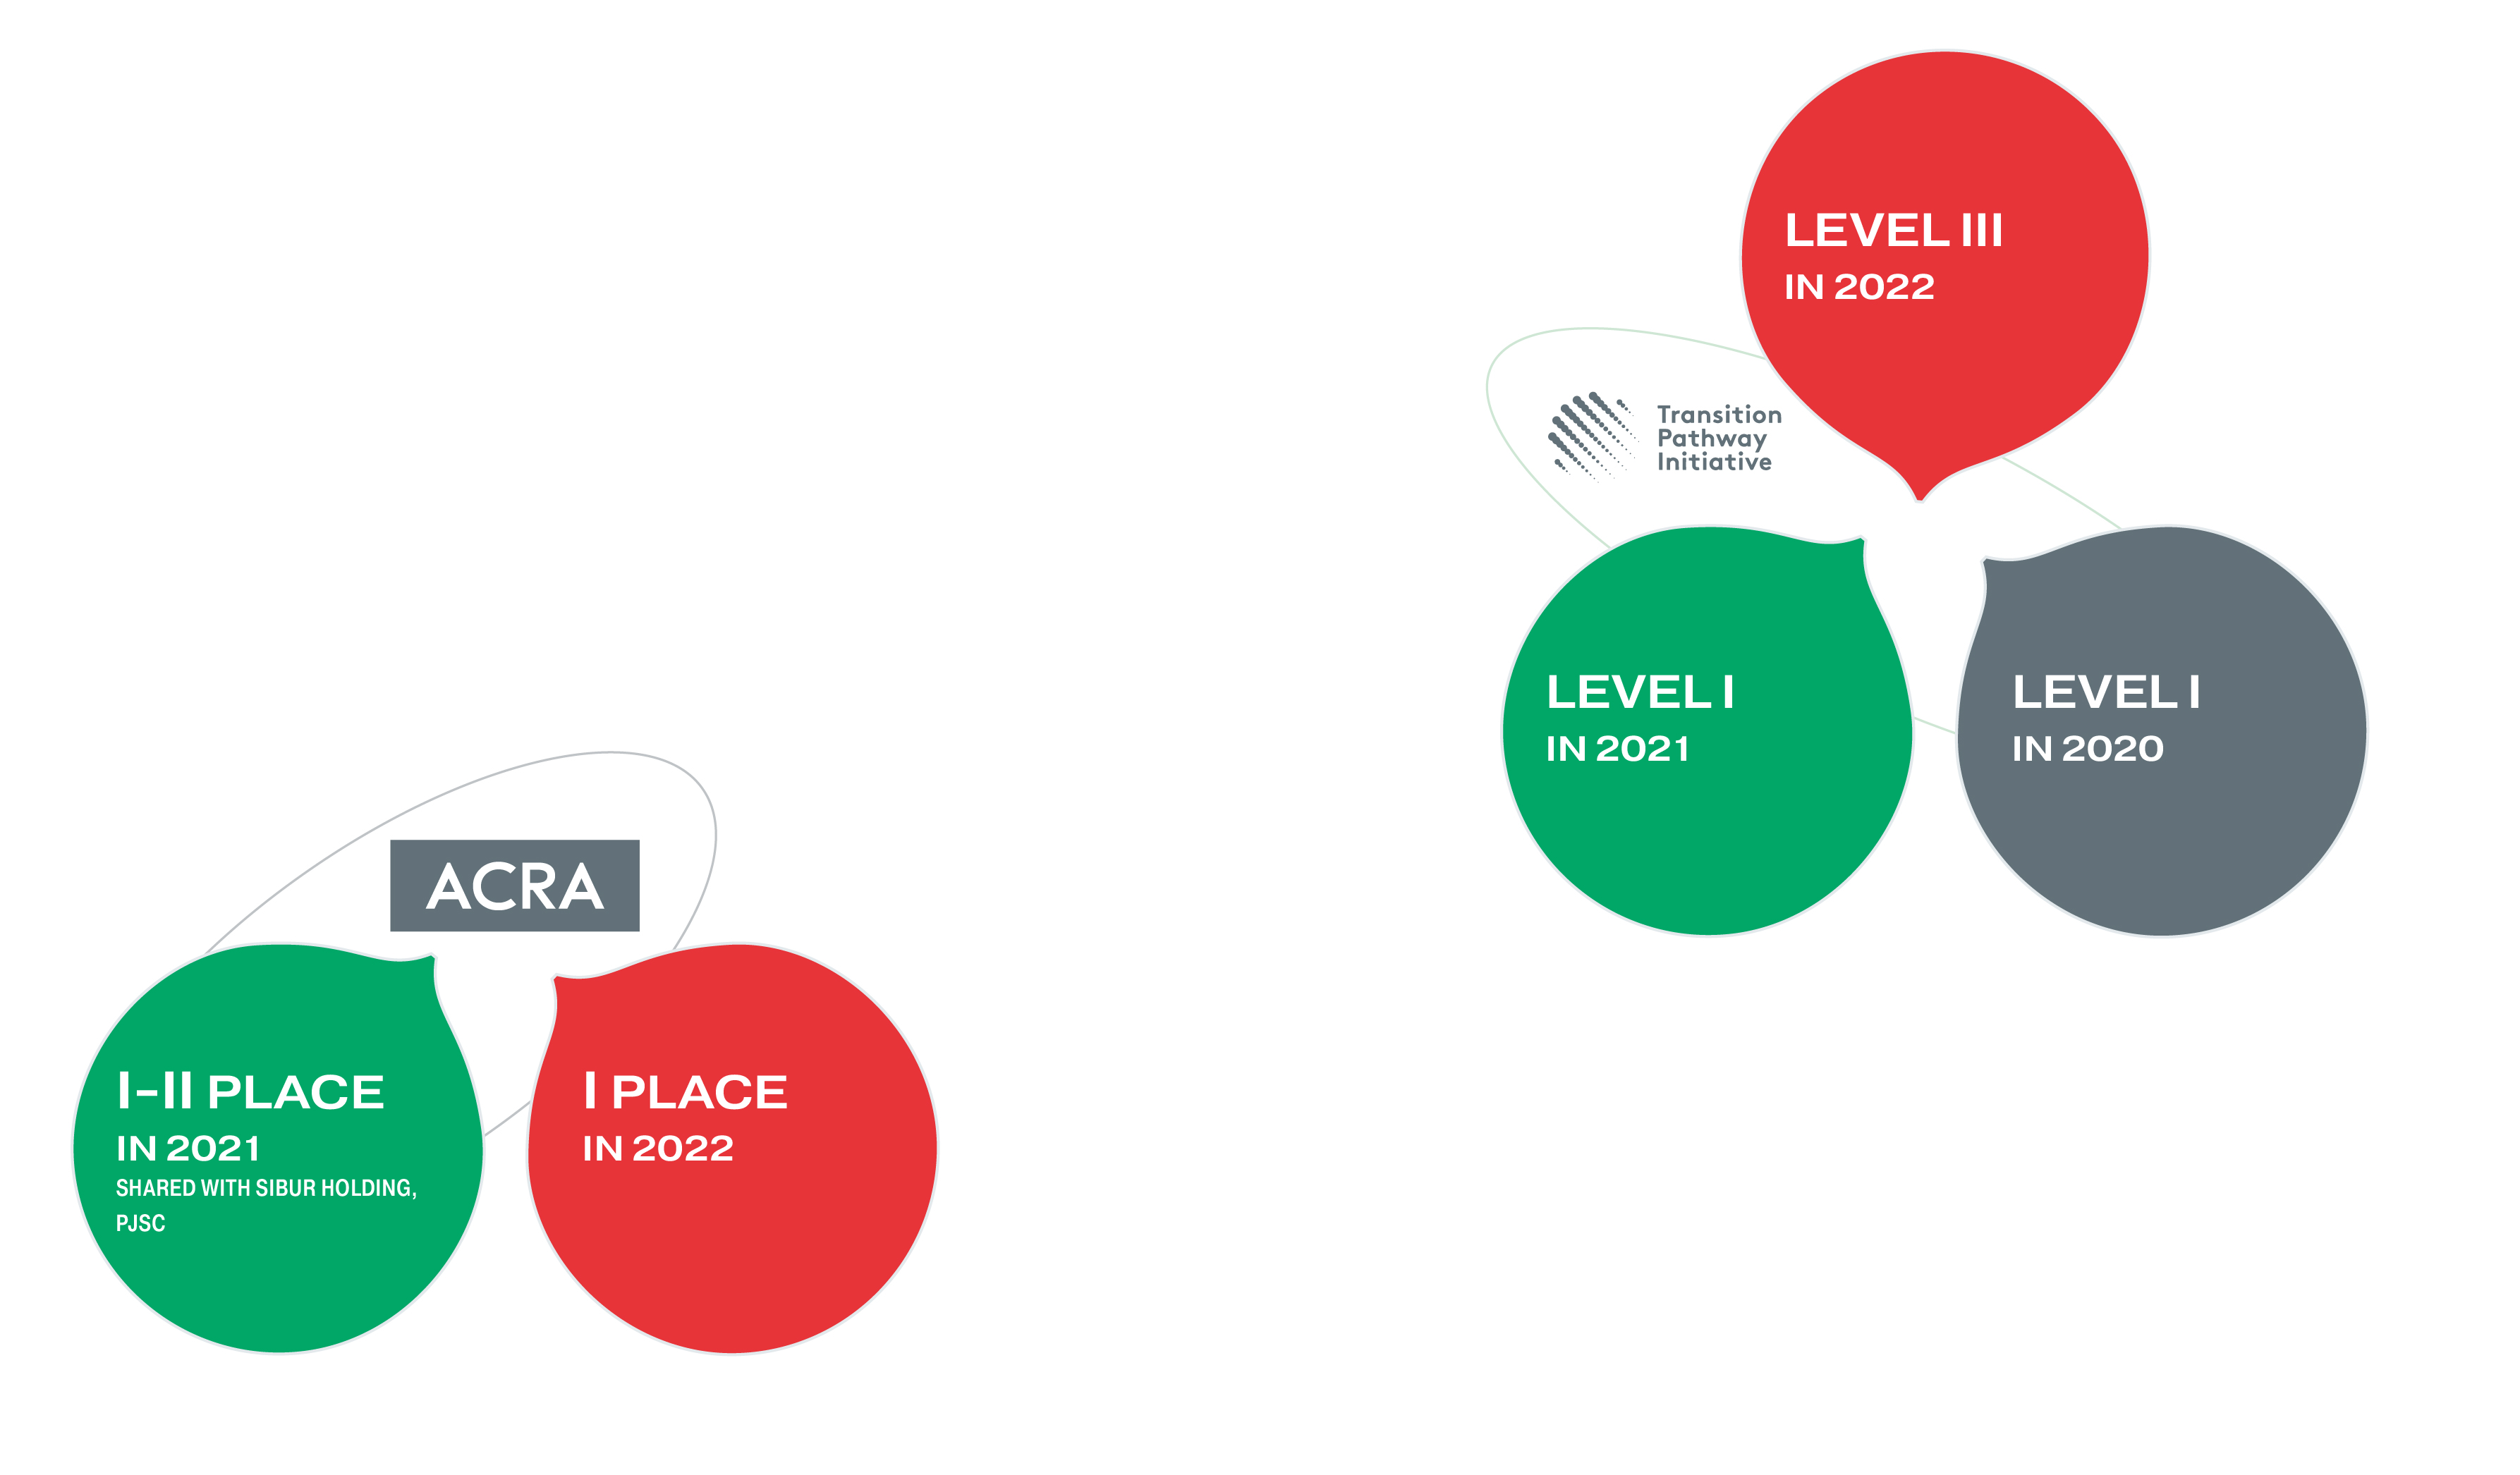 ACRA
I-II PLACE
IN 2021
SHARED WITH SIBUR HOLDING,
PJSC
I PLACE
IN 2022
LEVEL III
IN 2022
Transition
Pathway
Initiative
LEVEL I
IN 2021
LEVEL I
IN 2020